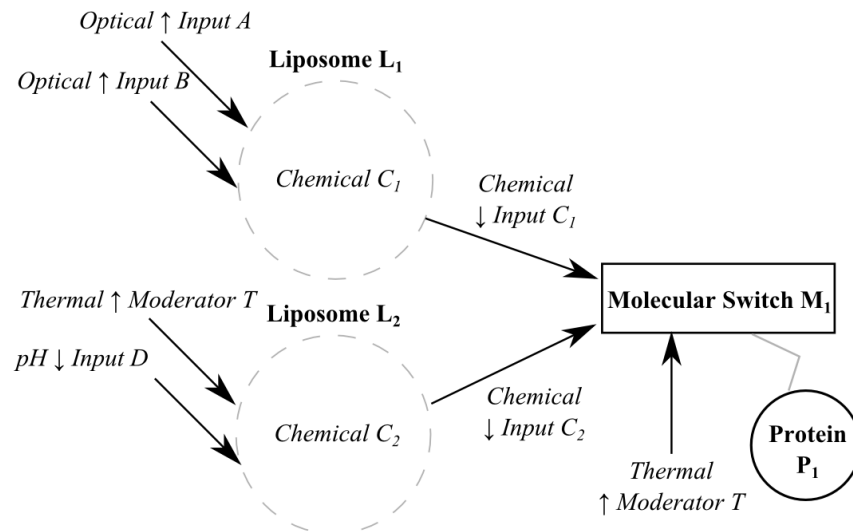 Optical ↑ Input A
Optical ↑ Input B
Liposome L₁
Chemical C₁
Chemical
↓ Input C₁
Thermal ↑ Moderator T
pH ↓ Input D
Liposome L₂
Chemical C₂
Chemical
↓ Input C₂
Molecular Switch M₁
Thermal
↑ Moderator T
Protein
P₁